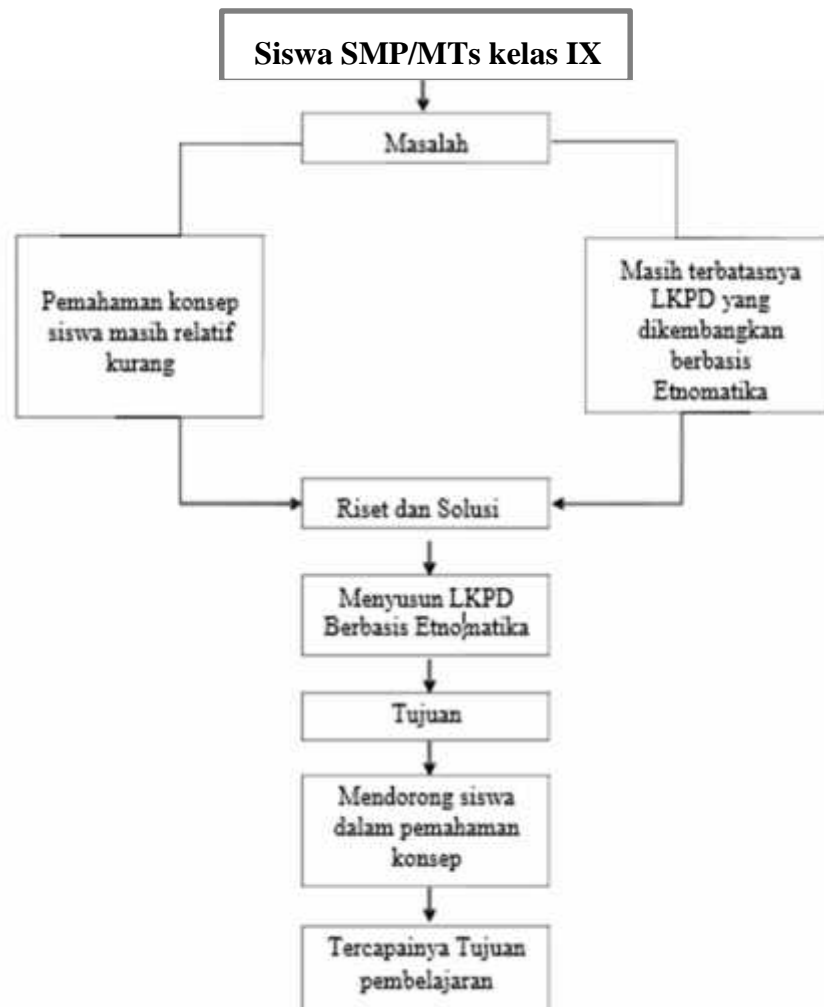 Siswa SMP/MTs kelas IX
Masalah
Pemahaman konsep
siswa masih relatif
kurang
Masih terbatasnya
LKPD yang
dikembangkan
berbasis
Etnomatika
Riset dan Solusi
Menyusun LKPD
Berbasis Etnomatika
Tujuan
Mendorong siswa
dalam pemahaman
konsep
Tercapainya Tujuan
pembelajaran